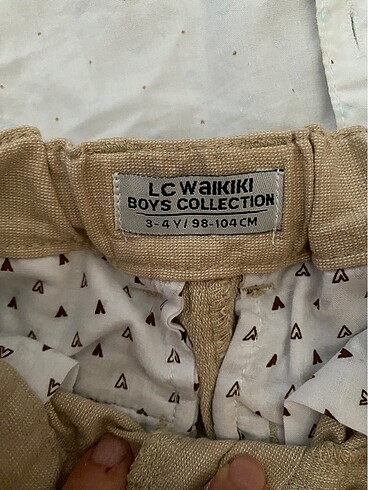 LC WAIKIKI
BOYS COLLECTION
3-4 Y/ 98-104 CM